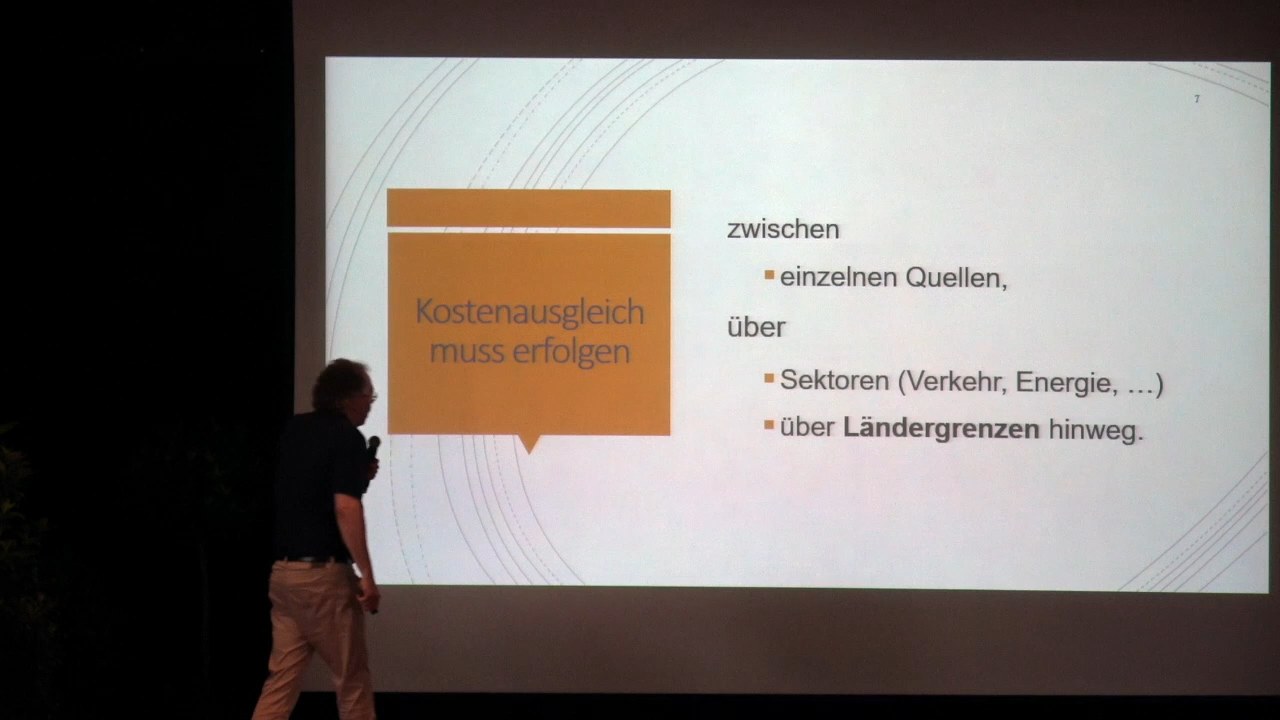 7
Kostenausgleich
muss erfolgen
zwischen
einzelnen Quellen,
über
Sektoren (Verkehr, Energie, …)
über Ländergrenzen hinweg.